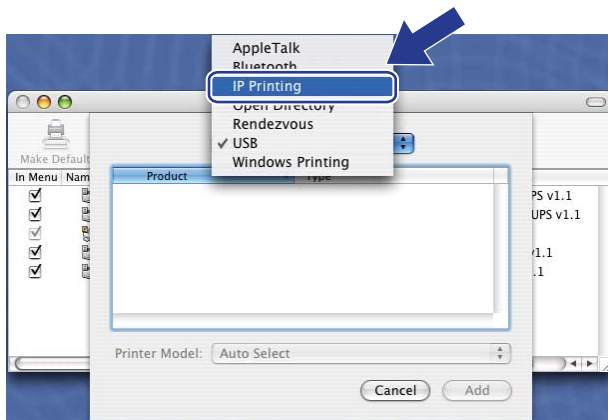 AppleTalk
Bluetooth
IP Printing
Open Directory
Rendezvous
✓ USB
Windows Printing
Make Default
In Menu Nam
Product Type
PS v1.1
UPS v1.1
v1.1
.1
Printer Model: Auto Select
Cancel Add